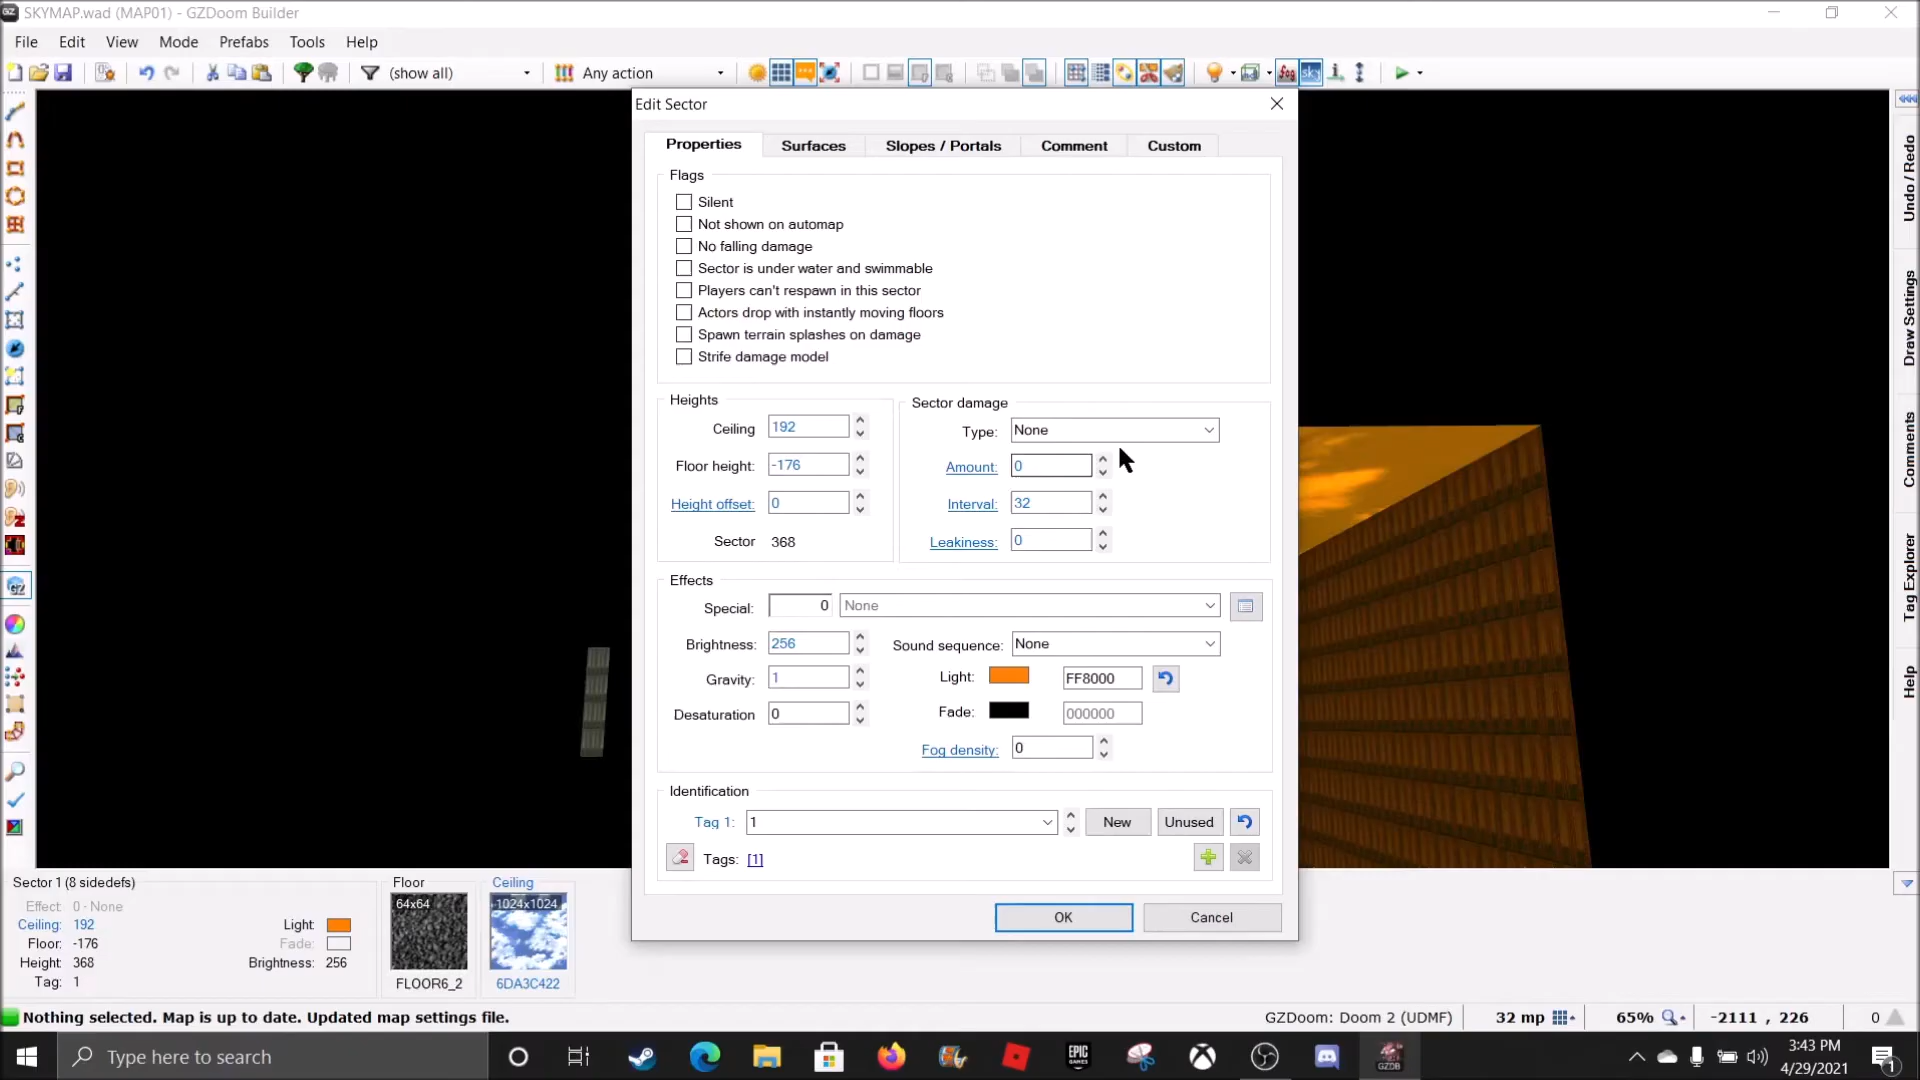 SKYMAP.wad (MAP01) - GZDoom Builder
File Edit View Mode Prefabs Tools Help
(show all) Any action
fog sky
Edit Sector
Properties Surfaces Slopes / Portals Comment Custom
Flags
Silent
Not shown on automap
No falling damage
Sector is under water and swimmable
Players can't respawn in this sector
Actors drop with instantly moving floors
Spawn terrain splashes on damage
Strife damage model
Heights
Ceiling 192
Floor height: -176
Height offset: 0
Sector 368
Sector damage
Type: None
Amount: 0
Interval: 32
Leakiness: 0
Effects
Special: 0 None
Brightness: 256
Sound sequence: None
Gravity: 1
Light: FF8000
Desaturation 0
Fade: 000000
Fog density: 0
Identification
Tag 1: 1 New Unused
Tags: [1]
OK Cancel
Undo / Redo
Draw Settings
Comments
Tag Explorer
Help
Sector 1 (8 sidedefs)
Effect: 0 - None
Ceiling: 192
Light:
Floor: -176
Fade:
Height: 368
Brightness: 256
Tag: 1
Floor
64x64
FLOOR6_2
Ceiling
1024x1024
6DA3C422
Nothing selected. Map is up to date. Updated map settings file.
GZDoom: Doom 2 (UDMF) 32 mp 65% -2111 , 226 0
Type here to search
EPIC GAMES
GZDB
3:43 PM
4/29/2021
1